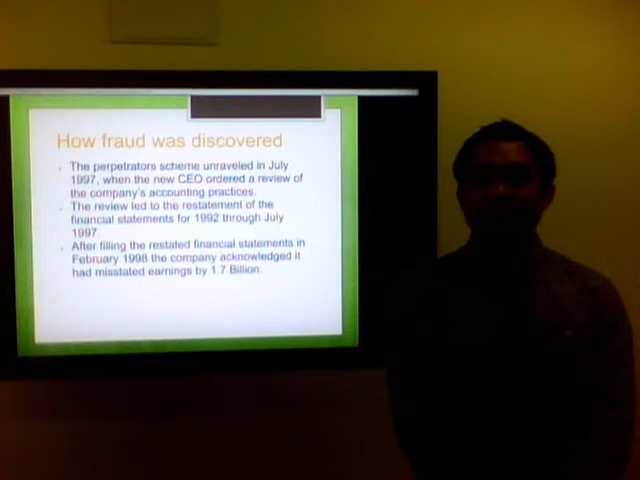 How fraud was discovered
The perpetrators scheme unraveled in July
1997, when the new CEO ordered a review of
the company's accounting practices.
The review led to the restatement of the
financial statements for 1992 through July
1997.
After filling the restated financial statements in
February 1998 the company acknowledged it
had misstated earnings by 1.7 Billion.